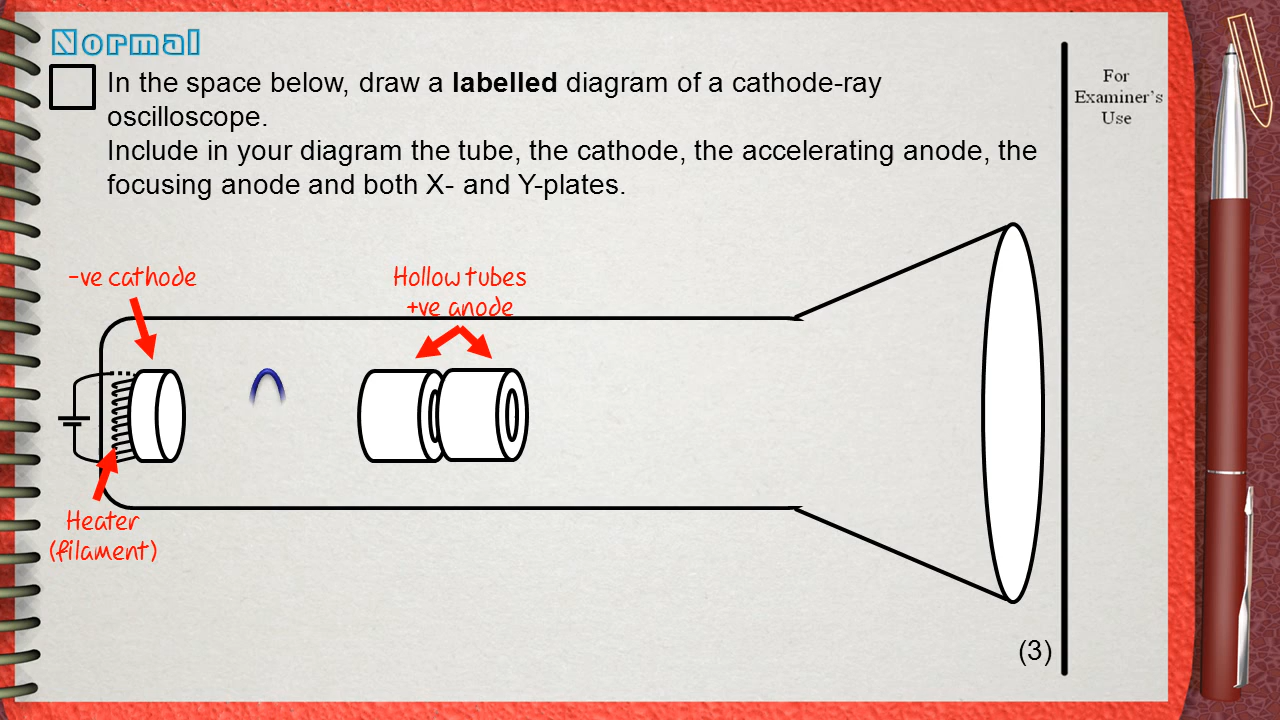 Normal
In the space below, draw a labelled diagram of a cathode-ray
oscilloscope.
Include in your diagram the tube, the cathode, the accelerating anode, the
focusing anode and both X- and Y-plates.
For
Examiner's
Use
-ve cathode
Hollow tubes
+ve anode
Heater
(filament)
(3)